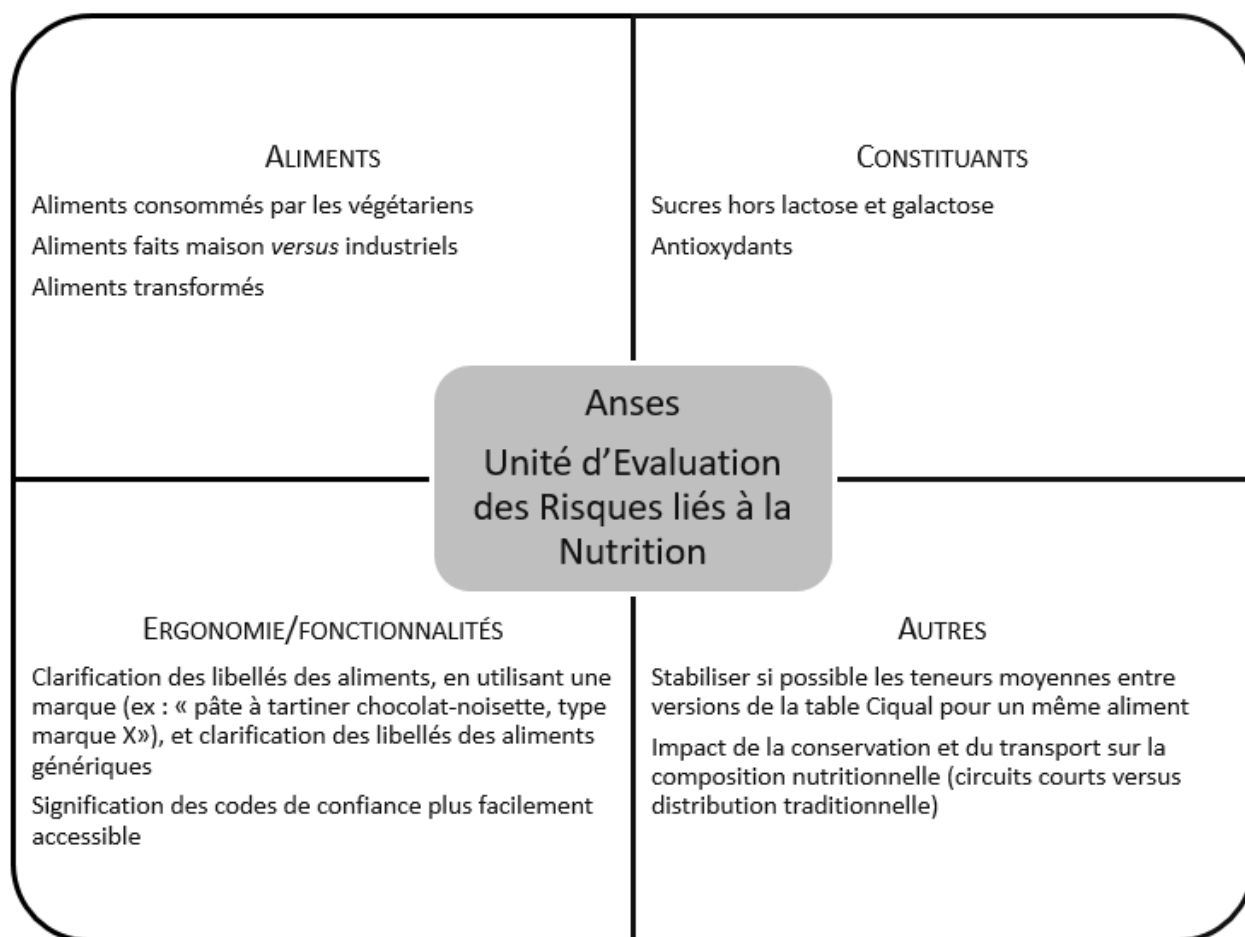 ALIMENTS
Aliments consommés par les végétariens
Aliments faits maison versus industriels
Aliments transformés
CONSTITUANTS
Sucres hors lactose et galactose
Antioxydants
Anses
Unité d’Evaluation
des Risques liés à la
Nutrition
ERGONOMIE/FONCTIONNALITÉS
Clarification des libellés des aliments, en utilisant une
marque (ex : « pâte à tartiner chocolat-noisette, type
marque X»), et clarification des libellés des aliments
génériques
Signification des codes de confiance plus facilement
accessible
AUTRES
Stabiliser si possible les teneurs moyennes entre
versions de la table Ciqual pour un même aliment
Impact de la conservation et du transport sur la
composition nutritionnelle (circuits courts versus
distribution traditionnelle)